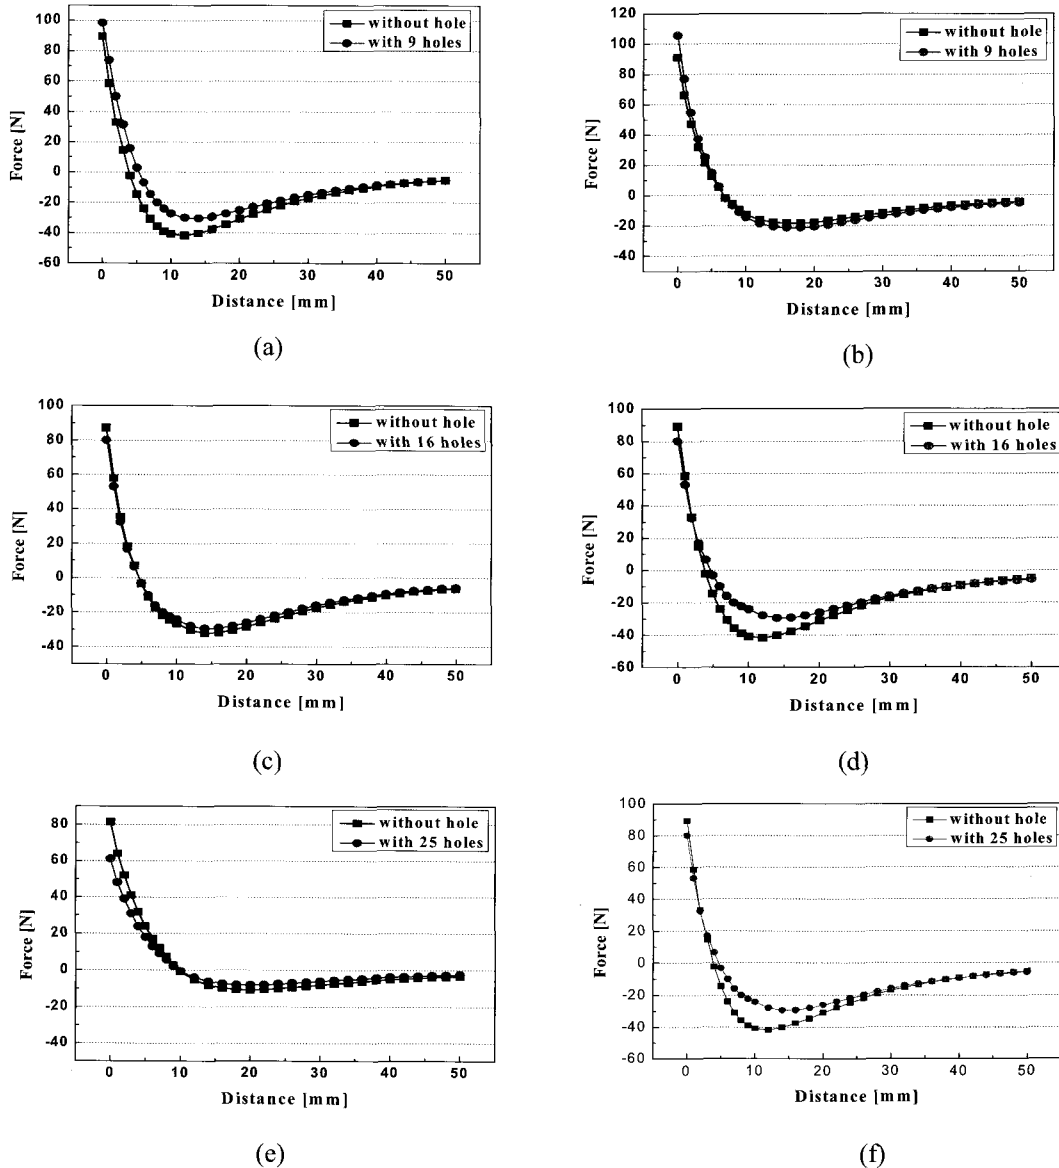 100
80
60
40
20
0
-20
-40
-60
Force [N]
without hole
with 9 holes
0 10 20 30 40 50
Distance [mm]
(a)
120
100
80
60
40
20
0
-20
-40
Force [N]
without hole
with 9 holes
0 10 20 30 40 50
Distance [mm]
(b)
100
80
60
40
20
0
-20
-40
Force [N]
without hole
with 16 holes
0 10 20 30 40 50
Distance [mm]
(c)
100
80
60
40
20
0
-20
-40
-60
Force [N]
without hole
with 16 holes
0 10 20 30 40 50
Distance [mm]
(d)
80
60
40
20
0
-20
-40
Force [N]
without hole
with 25 holes
0 10 20 30 40 50
Distance [mm]
(e)
100
80
60
40
20
0
-20
-40
-60
Force [N]
without hole
with 25 holes
0 10 20 30 40 50
Distance [mm]
(f)